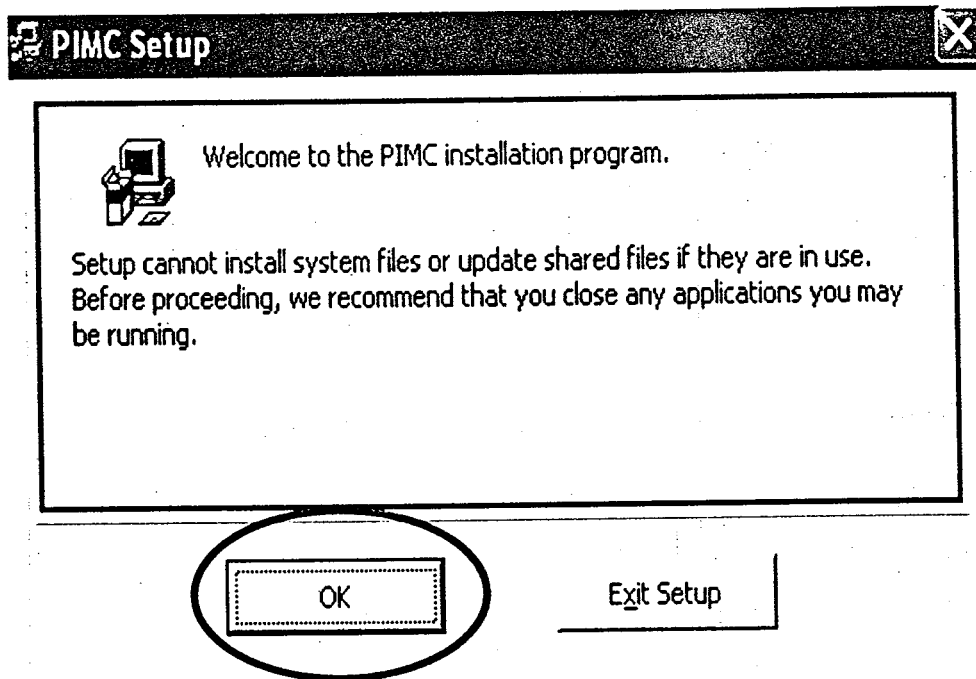 PIMC Setup
Welcome to the PIMC installation program.
Setup cannot install system files or update shared files if they are in use.
Before proceeding, we recommend that you close any applications you may
be running.
OK
Exit Setup